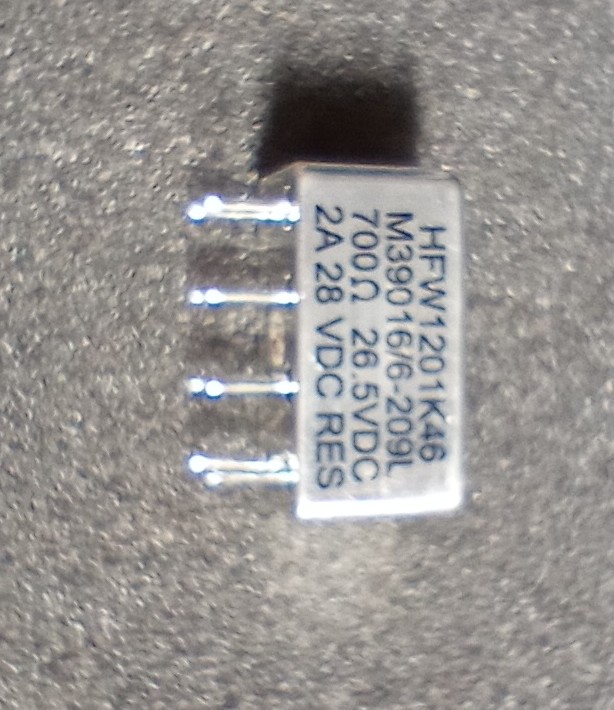 HFW1201K46
M39016/6-209L
700Ω 26.5VDC
2A 28 VDC RES